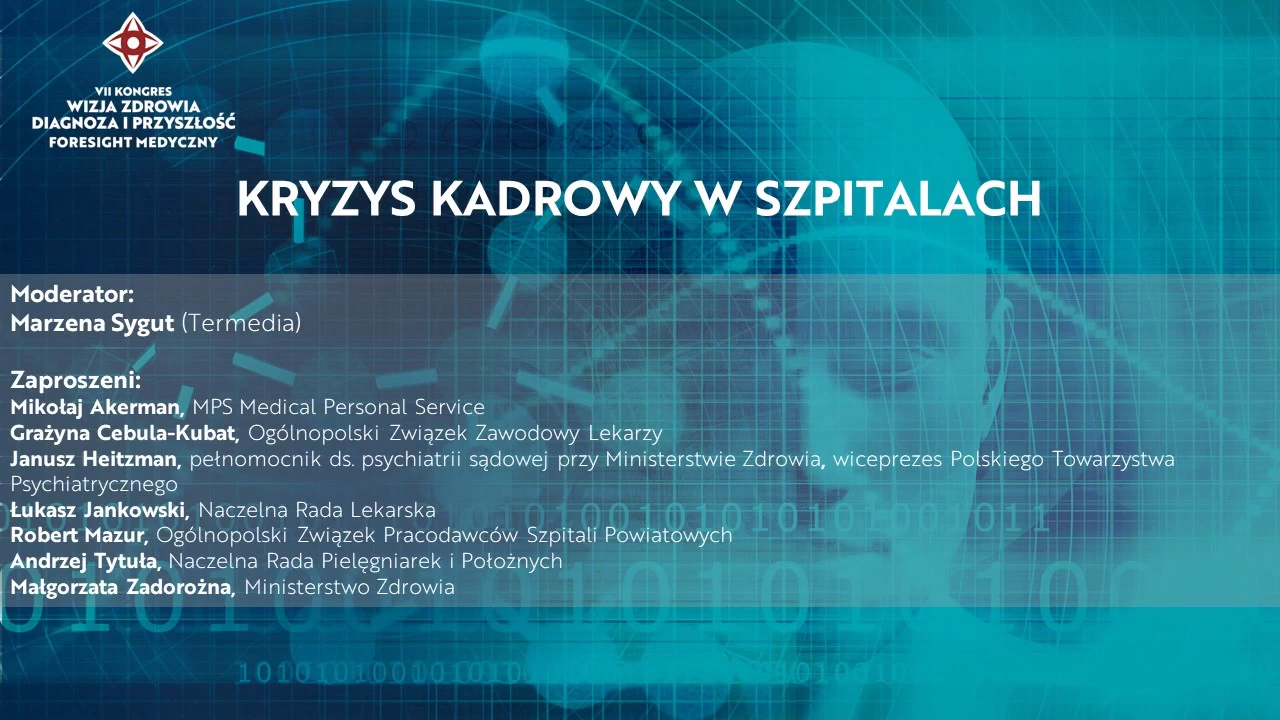 VII KONGRES
WIZJA ZDROWIA
DIAGNOZA I PRZYSZŁOŚĆ
FORESIGHT MEDYCZNY
KRYZYS KADROWY W SZPITALACH
Moderator:
Marzena Sygut (Termedia)
Zaproszeni:
Mikołaj Akerman, MPS Medical Personal Service
Grażyna Cebula-Kubat, Ogólnopolski Związek Zawodowy Lekarzy
Janusz Heitzman, pełnomocnik ds. psychiatrii sądowej przy Ministerstwie Zdrowia, wiceprezes Polskiego Towarzystwa
Psychiatrycznego
Łukasz Jankowski, Naczelna Rada Lekarska
Robert Mazur, Ogólnopolski Związek Pracodawców Szpitali Powiatowych
Andrzej Tytuła, Naczelna Rada Pielęgniarek i Położnych
Małgorzata Zadorożna, Ministerstwo Zdrowia